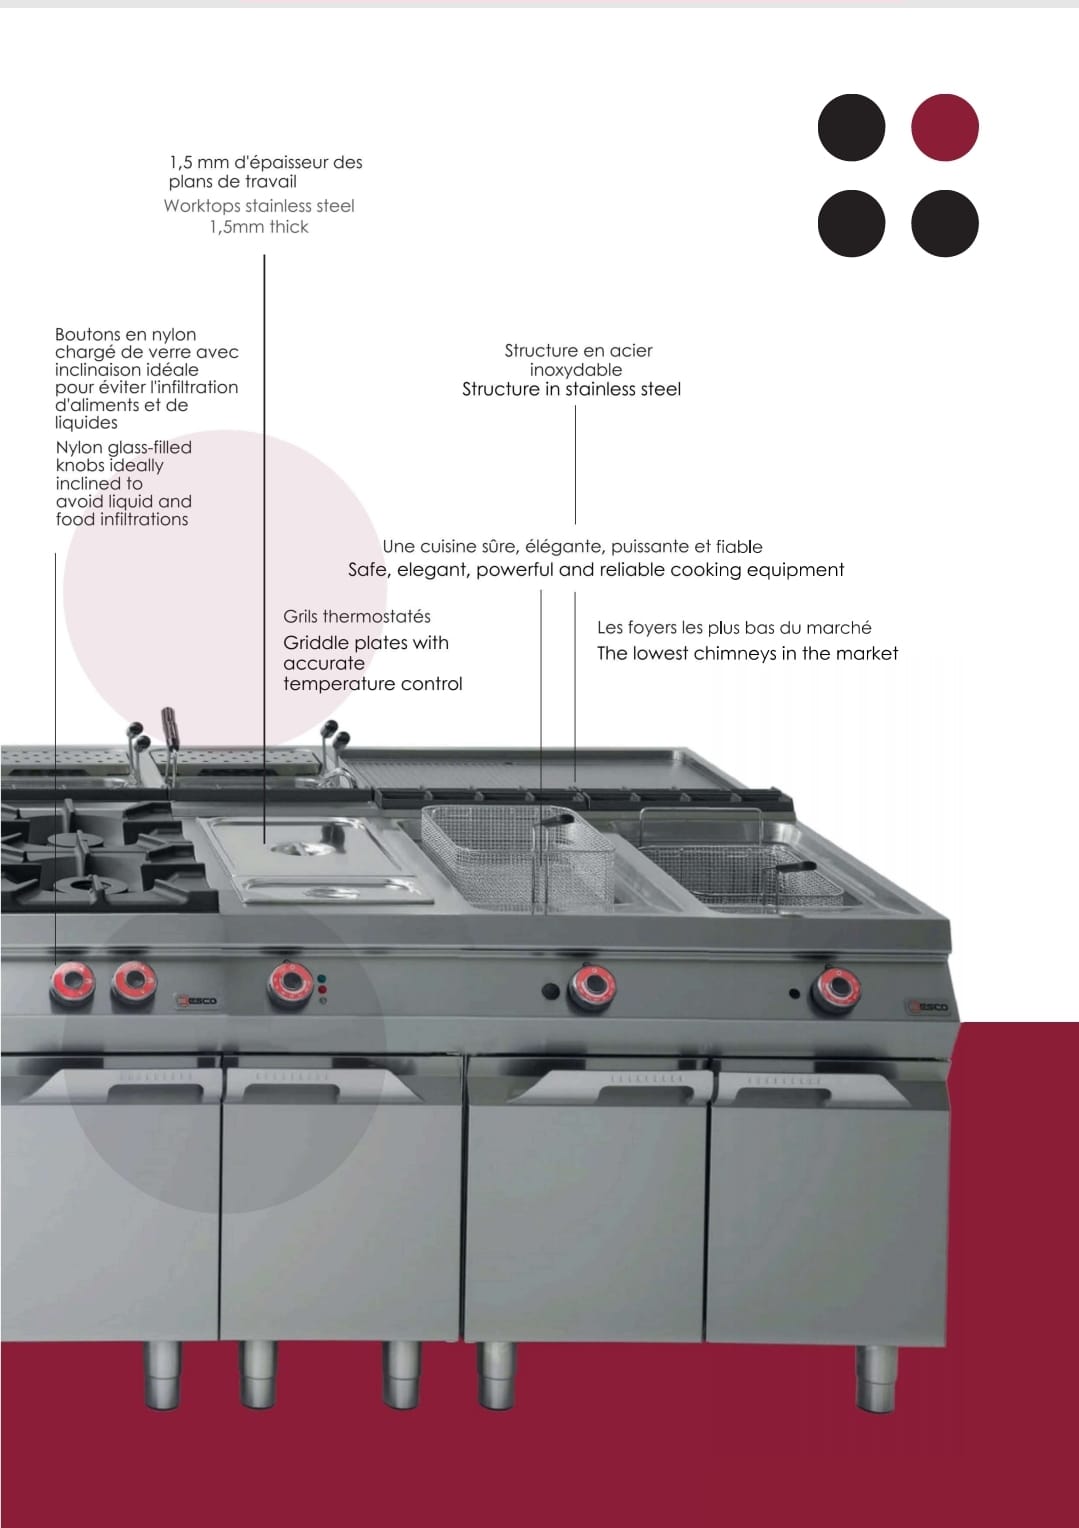 1,5 mm d'épaisseur des
plans de travail
Worktops stainless steel
1,5mm thick
Boutons en nylon
chargé de verre avec
inclinaison idéale
pour éviter l'infiltration
d'aliments et de
liquides
Nylon glass-filled
knobs ideally
inclined to
avoid liquid and
food infiltrations
Structure en acier
inoxydable
Structure in stainless steel
Une cuisine sûre, élégante, puissante et fiable
Safe, elegant, powerful and reliable cooking equipment
Grils thermostatés
Griddle plates with
accurate
temperature control
Les foyers les plus bas du marché
The lowest chimneys in the market